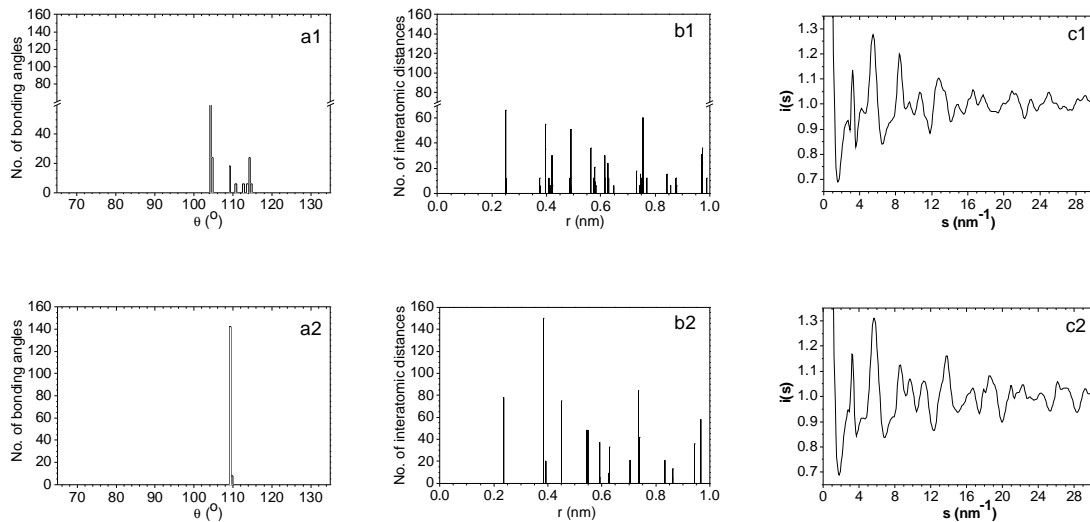 160
140
120
100
80
40
20
0
No. of bonding angles
a1
70 80 90 100 110 120 130
θ (°)
160
140
120
100
80
60
40
20
0
No. of interatomic distances
b1
0.0 0.2 0.4 0.6 0.8 1.0
r (nm)
1.3
1.2
1.1
1.0
0.9
0.8
0.7
i(s)
c1
0 4 8 12 16 20 24 28
s (nm⁻¹)
160
140
120
100
80
60
40
20
0
No. of bonding angles
a2
70 80 90 100 110 120 130
θ (°)
160
140
120
100
80
60
40
20
0
No. of interatomic distances
b2
0.0 0.2 0.4 0.6 0.8 1.0
r (nm)
1.3
1.2
1.1
1.0
0.9
0.8
0.7
i(s)
c2
0 4 8 12 16 20 24 28
s (nm⁻¹)